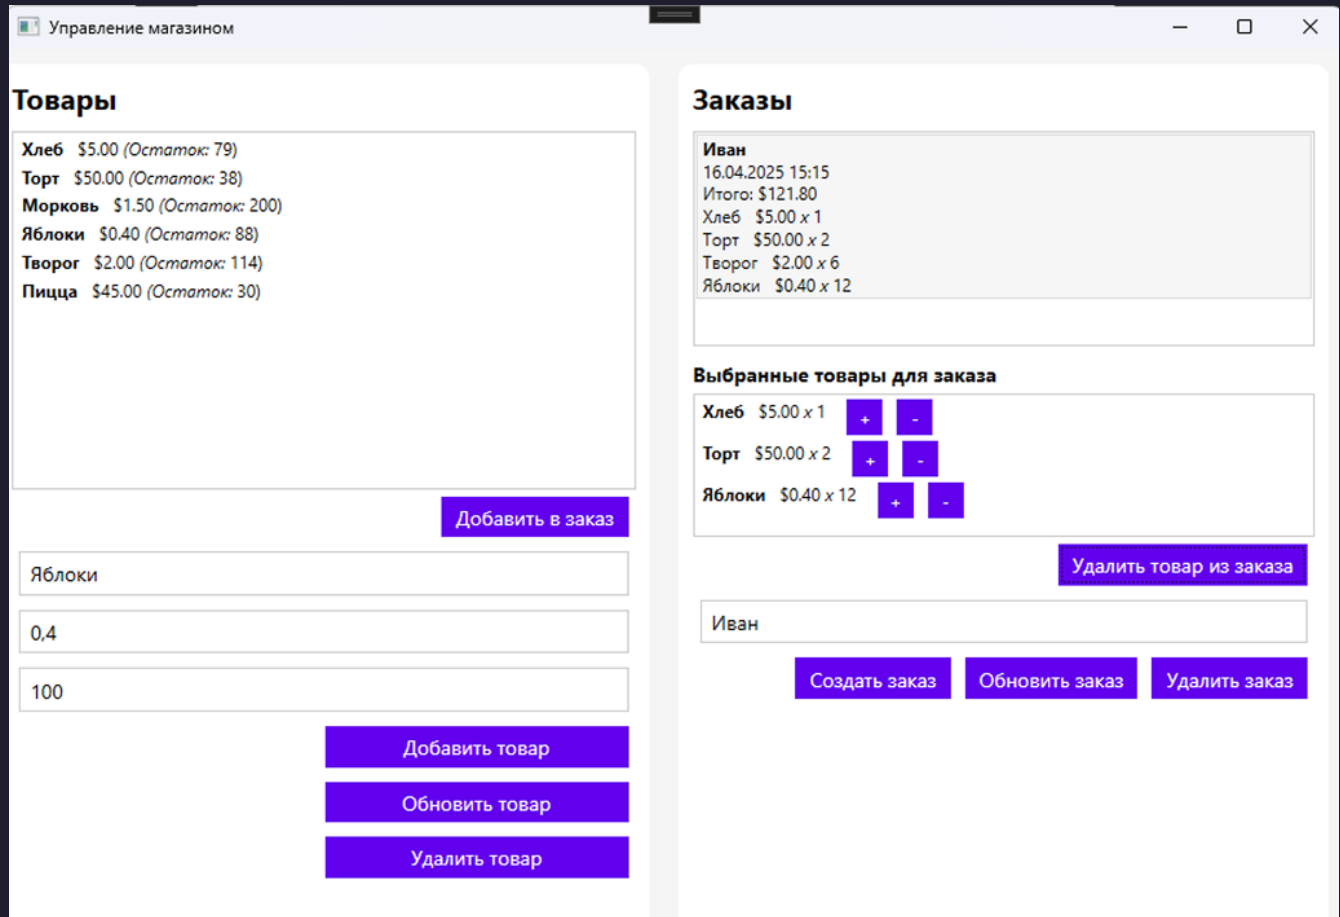 Управление магазином
Товары
Хлеб $5.00 (Остаток: 79)
Торт $50.00 (Остаток: 38)
Морковь $1.50 (Остаток: 200)
Яблоки $0.40 (Остаток: 88)
Творог $2.00 (Остаток: 114)
Пицца $45.00 (Остаток: 30)
Добавить в заказ
Яблоки
0,4
100
Добавить товар
Обновить товар
Удалить товар
Заказы
Иван
16.04.2025 15:15
Итого: $121.80
Хлеб $5.00 x 1
Торт $50.00 x 2
Творог $2.00 x 6
Яблоки $0.40 x 12
Выбранные товары для заказа
Хлеб $5.00 x 1 + -
Торт $50.00 x 2 + -
Яблоки $0.40 x 12 + -
Удалить товар из заказа
Иван
Создать заказ Обновить заказ Удалить заказ